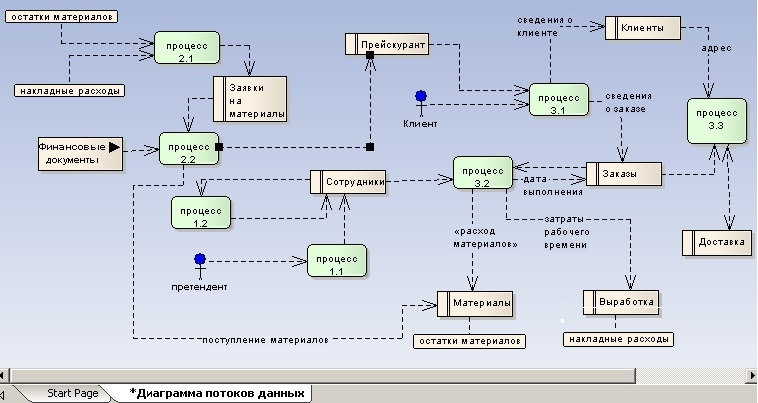 остатки материалов
процесс
2.1
накладные расходы
Заявки
на
материалы
Прейскурант
сведения о
клиенте
Клиенты
адрес
Клиент
процесс
3.1
сведения
о заказе
процесс
3.3
Финансовые
документы
процесс
2.2
Сотрудники
процесс
3.2
дата
выполнения
Заказы
процесс
1.2
процесс
1.1
претендент
«расход
материалов»
затраты
рабочего
времени
Доставка
Материалы
Выработка
поступление материалов
остатки материалов
накладные расходы
Start Page
*Диаграмма потоков данных